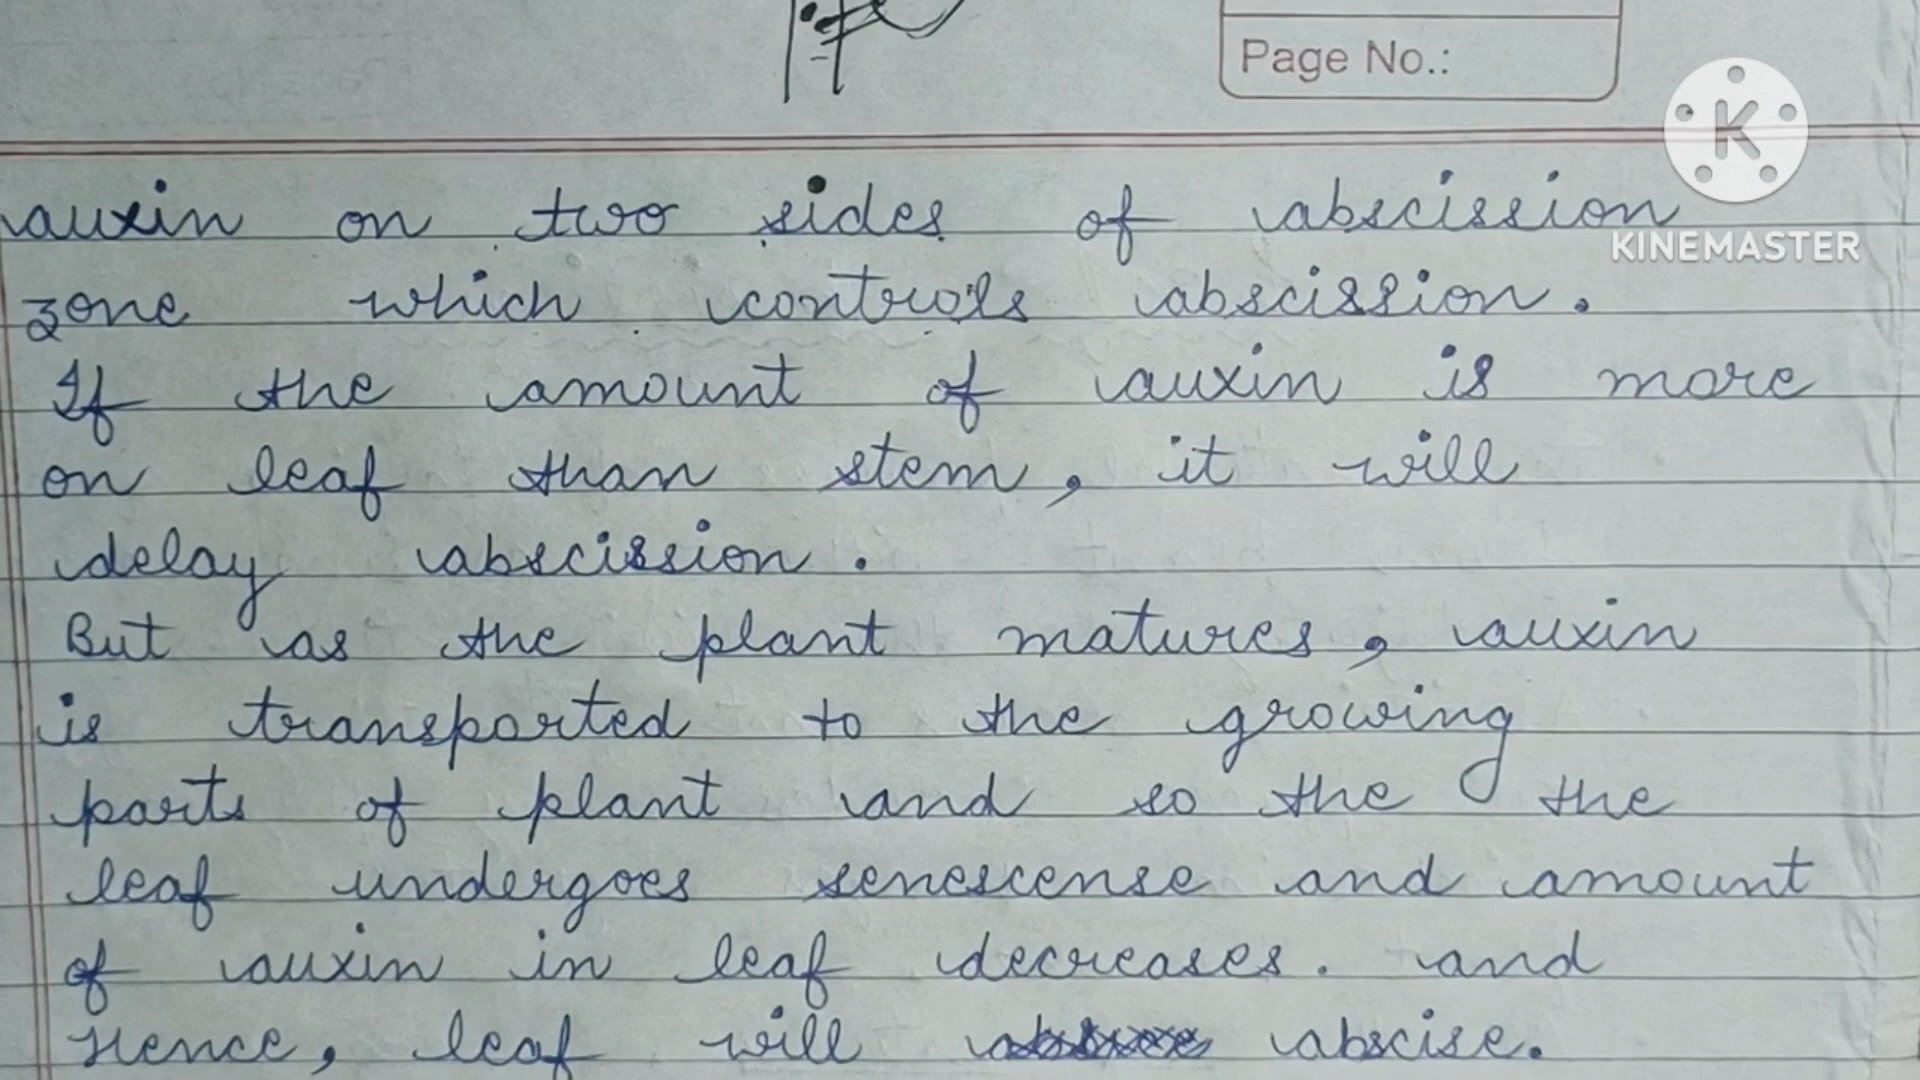 Page No.:
K
KINEMASTER
auxin on two sides of abscission
zone which controls abscission.
If the amount of auxin is more
on leaf than stem, it will
delay abscission.
But as the plant matures, auxin
is transported to the growing
parts of plant and so the the
leaf undergoes senescense and amount
of auxin in leaf decreases. and
Hence, leaf will abscise.